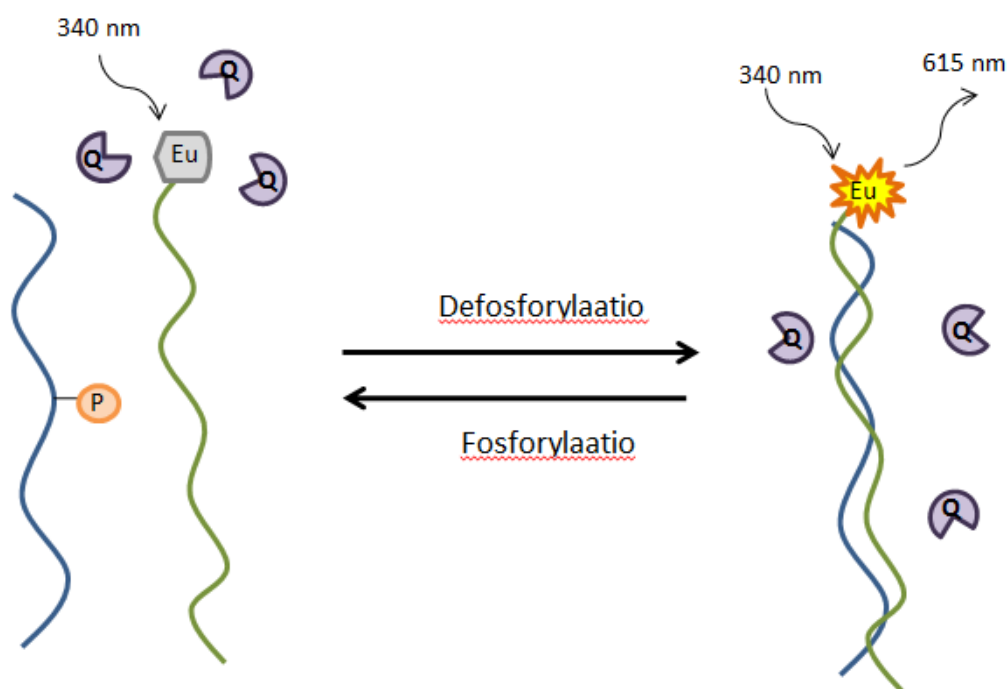 340 nm
Q
Eu
Q
Q
P
Defosforylaatio
Fosforylaatio
340 nm
615 nm
Eu
Q
Q
Q